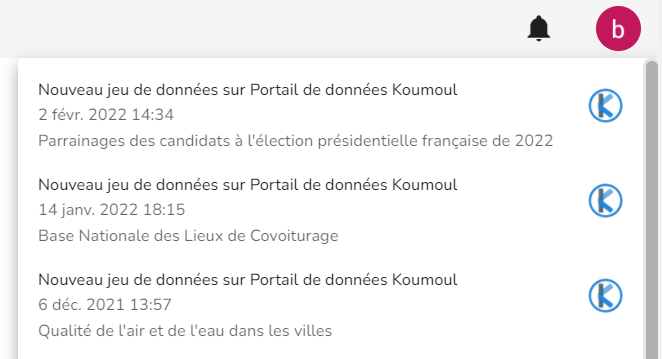 b
Nouveau jeu de données sur Portail de données Koumoul
2 févr. 2022 14:34
Parrainages des candidats à l'élection présidentielle française de 2022
Nouveau jeu de données sur Portail de données Koumoul
14 janv. 2022 18:15
Base Nationale des Lieux de Covoiturage
Nouveau jeu de données sur Portail de données Koumoul
6 déc. 2021 13:57
Qualité de l'air et de l'eau dans les villes